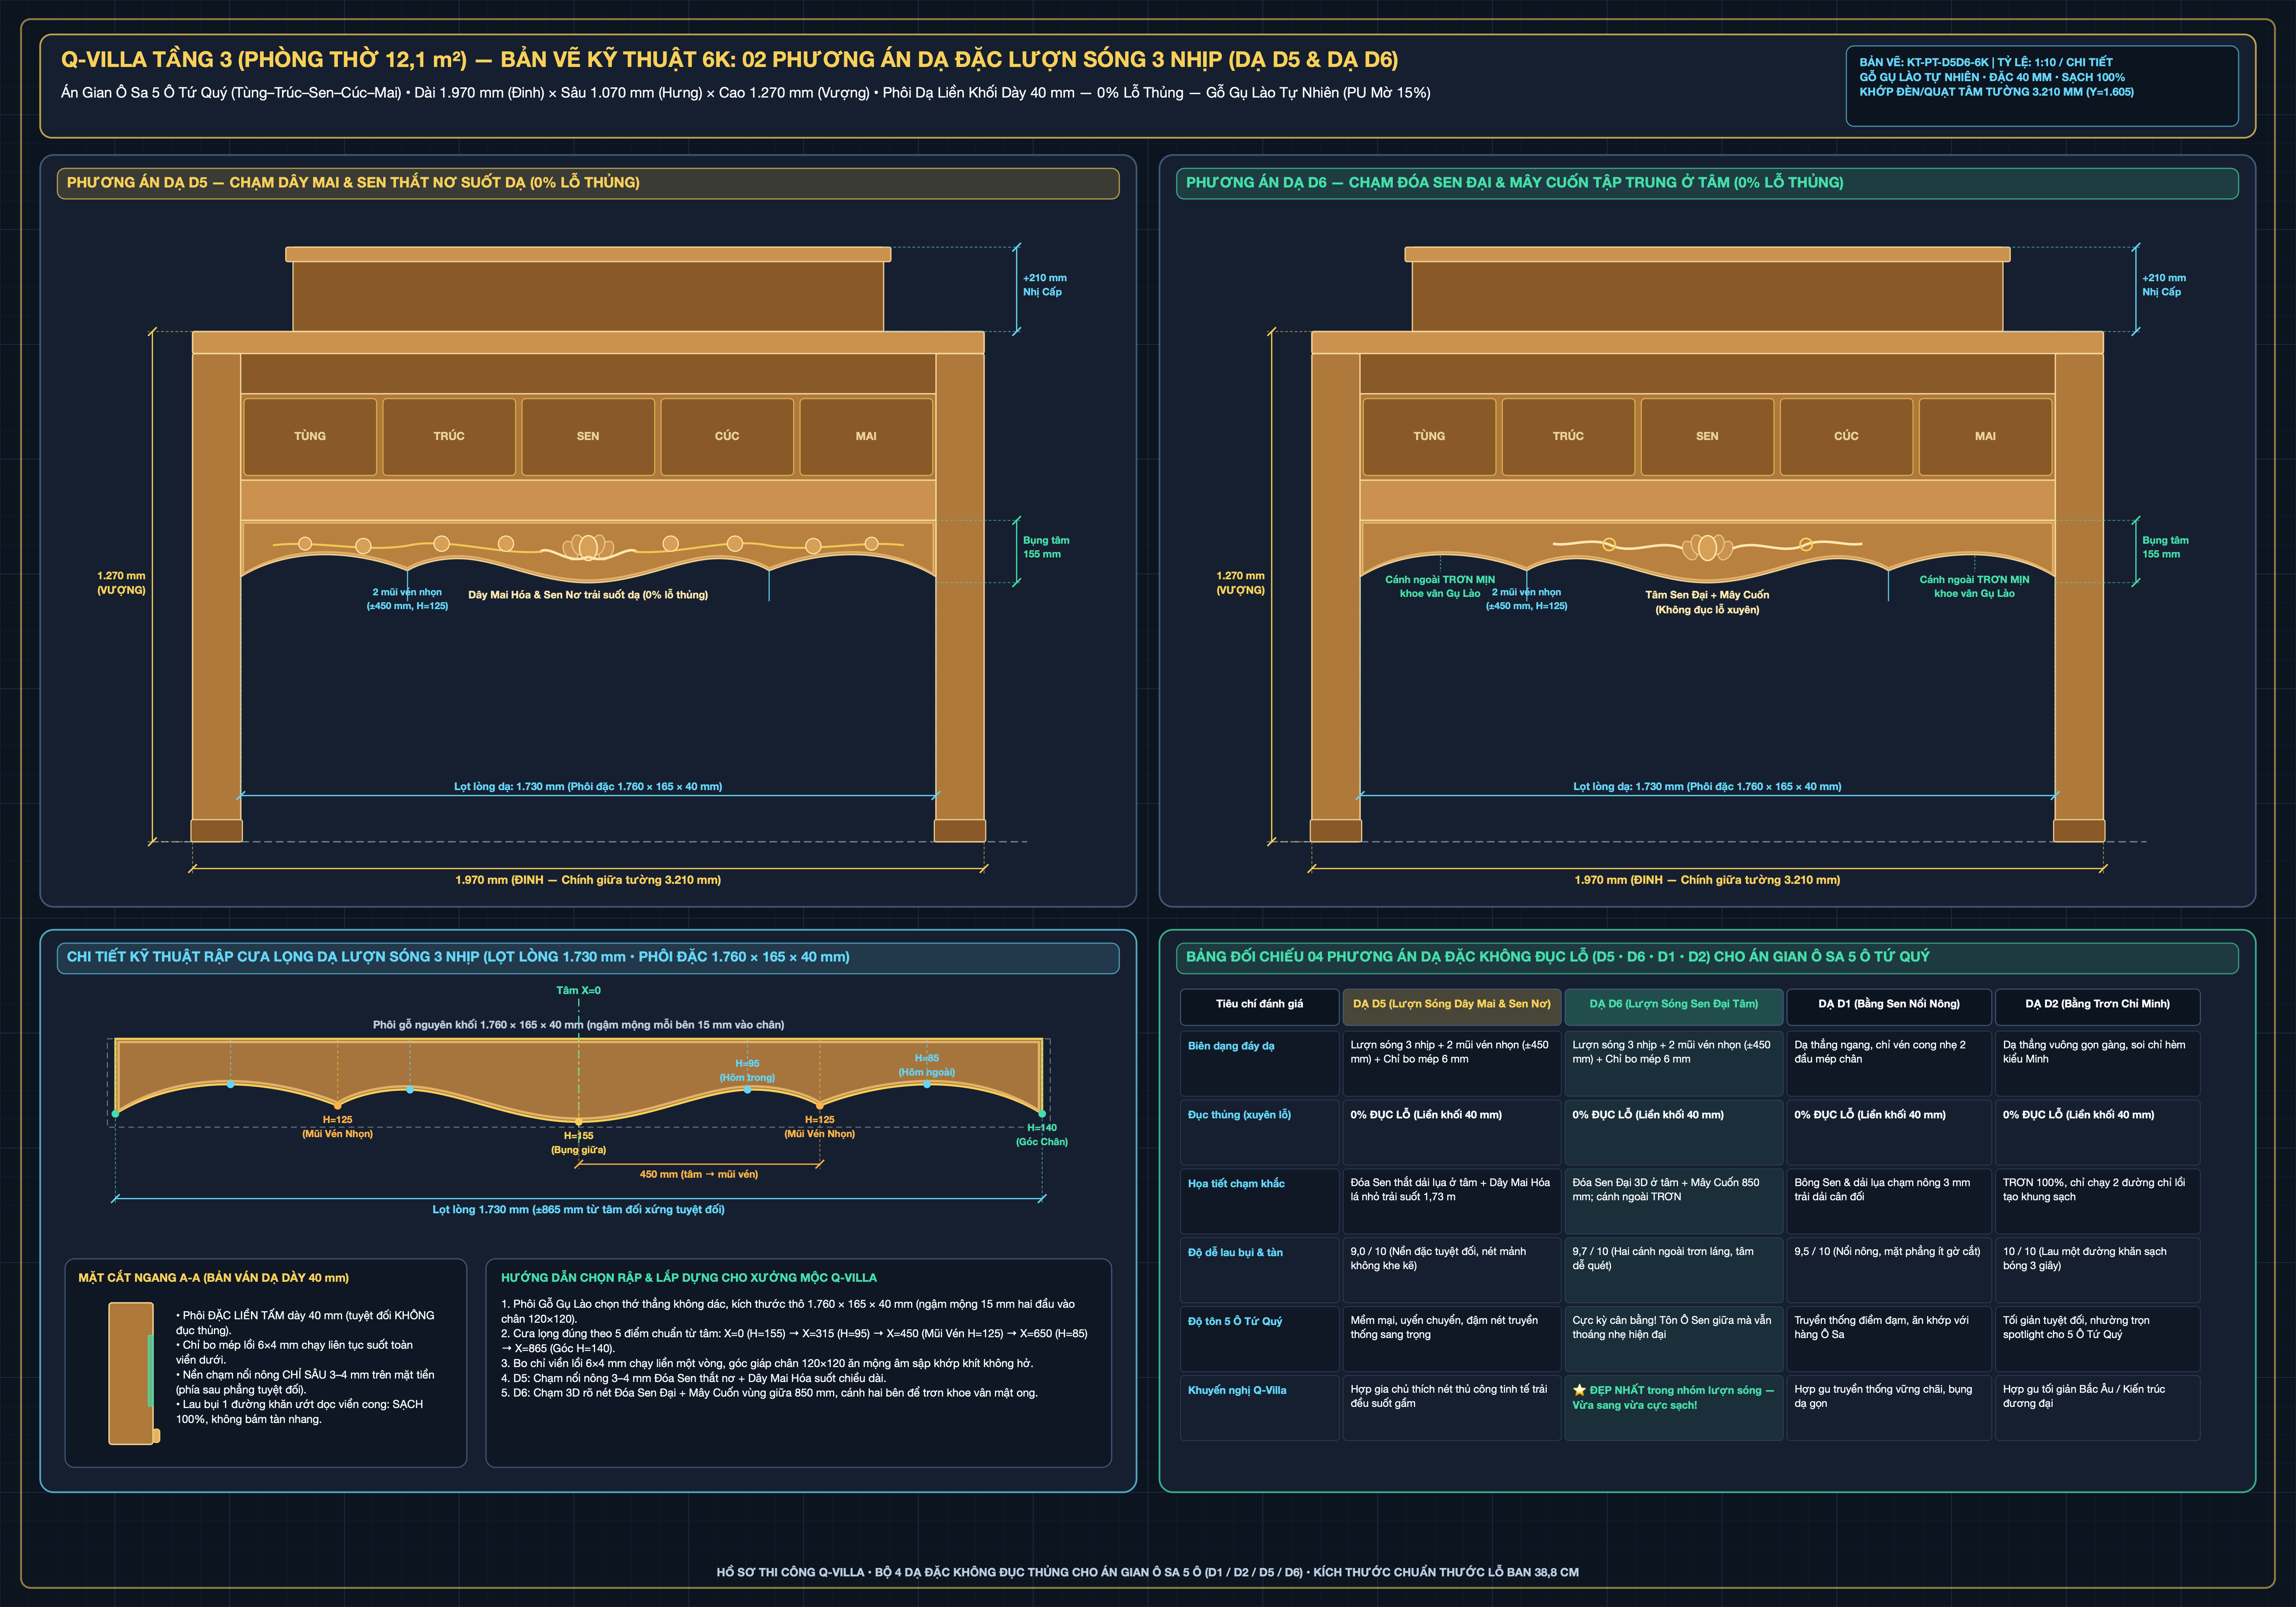 Q-VILLA TẦNG 3 (PHÒNG THỜ 12,1 m²) — BẢN VẼ KỸ THUẬT 6K: 02 PHƯƠNG ÁN DẠ ĐẶC LƯỢN SÓNG 3 NHỊP (DẠ D5 & DẠ D6)
Án Gian Ô Sa 5 Ô Tứ Quý (Tùng–Trúc–Sen–Cúc–Mai) • Dài 1.970 mm (Đinh) × Sâu 1.070 mm (Hưng) × Cao 1.270 mm (Vượng) • Phôi Dạ Liền Khối Dày 40 mm — 0% Lỗ Thủng — Gỗ Gụ Lào Tự Nhiên (PU Mờ 15%)
BẢN VẼ: KT-PT-D5D6-6K | TỶ LỆ: 1:10 / CHI TIẾT
GỖ GỤ LÀO TỰ NHIÊN · ĐẶC 40 MM · SẠCH 100%
KHỚP ĐÈN/QUẠT TÂM TƯỜNG 3.210 MM (Y=1.605)
PHƯƠNG ÁN DẠ D5 — CHẠM DÂY MAI & SEN THẮT NƠ SUỐT DẠ (0% LỖ THỦNG)
+210 mm
Nhị Cấp
TÙNG
TRÚC
SEN
CÚC
MAI
Bụng tâm
155 mm
1.270 mm
(VƯỢNG)
2 mũi vén nhọn
(±450 mm, H=125)
Dây Mai Hóa & Sen Nơ trải suốt dạ (0% lỗ thủng)
Lọt lòng dạ: 1.730 mm (Phôi đặc 1.760 × 165 × 40 mm)
1.970 mm (ĐINH — Chính giữa tường 3.210 mm)
PHƯƠNG ÁN DẠ D6 — CHẠM ĐÓA SEN ĐẠI & MÂY CUỐN TẬP TRUNG Ở TÂM (0% LỖ THỦNG)
+210 mm
Nhị Cấp
TÙNG
TRÚC
SEN
CÚC
MAI
Bụng tâm
155 mm
1.270 mm
(VƯỢNG)
Cánh ngoài TRƠN MỊN
khoe vân Gụ Lào
2 mũi vén nhọn
(±450 mm, H=125)
Tâm Sen Đại + Mây Cuốn
(Không đục lỗ xuyên)
Cánh ngoài TRƠN MỊN
khoe vân Gụ Lào
Lọt lòng dạ: 1.730 mm (Phôi đặc 1.760 × 165 × 40 mm)
1.970 mm (ĐINH — Chính giữa tường 3.210 mm)
CHI TIẾT KỸ THUẬT RẬP CƯA LỌNG DẠ LƯỢN SÓNG 3 NHỊP (LỌT LÒNG 1.730 mm · PHÔI ĐẶC 1.760 × 165 × 40 mm)
Tâm X=0
Phôi gỗ nguyên khối 1.760 × 165 × 40 mm (ngậm mộng mỗi bên 15 mm vào chân)
H=95
(Hõm trong)
H=85
(Hõm ngoài)
H=125
(Mũi Vén Nhọn)
H=155
(Bụng giữa)
H=125
(Mũi Vén Nhọn)
H=140
(Góc Chân)
450 mm (tâm → mũi vén)
Lọt lòng 1.730 mm (±865 mm từ tâm đối xứng tuyệt đối)
MẶT CẮT NGANG A-A (BẢN VÁN DẠ DÀY 40 mm)
• Phôi ĐẶC LIỀN TẤM dày 40 mm (tuyệt đối KHÔNG
đục thủng).
• Chỉ bo mép lồi 6×4 mm chạy liên tục suốt toàn
viền dưới.
• Nền chạm nổi nông CHỈ SÂU 3–4 mm trên mặt tiền
(phía sau phẳng tuyệt đối).
• Lau bụi 1 đường khăn ướt dọc viền cong: SẠCH
100%, không bám tàn nhang.
HƯỚNG DẪN CHỌN RẬP & LẮP DỰNG CHO XƯỞNG MỘC Q-VILLA
1. Phôi Gỗ Gụ Lào chọn thớ thẳng không dác, kích thước thô 1.760 × 165 × 40 mm (ngậm mộng 15 mm hai đầu vào
chân 120×120).
2. Cưa lọng đúng theo 5 điểm chuẩn từ tâm: X=0 (H=155) → X=315 (H=95) → X=450 (Mũi Vén H=125) → X=650 (H=85)
→ X=865 (Góc H=140).
3. Bo chỉ viền lồi 6×4 mm chạy liền một vòng, góc giáp chân 120×120 ăn mộng âm sập khớp khít không hở.
4. D5: Chạm nổi nông 3–4 mm Đóa Sen thắt nơ + Dây Mai Hóa suốt chiều dài.
5. D6: Chạm 3D rõ nét Đóa Sen Đại + Mây Cuốn vùng giữa 850 mm, cánh hai bên để trơn khoe vân mật ong.
BẢNG ĐỐI CHIẾU 04 PHƯƠNG ÁN DẠ ĐẶC KHÔNG ĐỤC LỖ (D5 · D6 · D1 · D2) CHO ÁN GIAN Ô SA 5 Ô TỨ QUÝ
Tiêu chí đánh giá
DẠ D5 (Lượn Sóng Dây Mai & Sen Nơ)
DẠ D6 (Lượn Sóng Sen Đại Tâm)
DẠ D1 (Bằng Sen Nổi Nông)
DẠ D2 (Bằng Trơn Chỉ Minh)
Biên dạng đáy dạ
Lượn sóng 3 nhịp + 2 mũi vén nhọn (±450
mm) + Chỉ bo mép 6 mm
Lượn sóng 3 nhịp + 2 mũi vén nhọn (±450
mm) + Chỉ bo mép 6 mm
Dạ thẳng ngang, chỉ vén cong nhẹ 2
đầu mép chân
Dạ thẳng vuông gọn gàng, soi chỉ hèm
kiểu Minh
Đục thủng (xuyên lỗ)
0% ĐỤC LỖ (Liền khối 40 mm)
0% ĐỤC LỖ (Liền khối 40 mm)
0% ĐỤC LỖ (Liền khối 40 mm)
0% ĐỤC LỖ (Liền khối 40 mm)
Họa tiết chạm khắc
Đóa Sen thắt dải lụa ở tâm + Dây Mai Hóa
lá nhỏ trải suốt 1,73 m
Đóa Sen Đại 3D ở tâm + Mây Cuốn 850
mm; cánh ngoài TRƠN
Bông Sen & dải lụa chạm nông 3 mm
trải dài cân đối
TRƠN 100%, chỉ chạy 2 đường chỉ lồi
tạo khung sạch
Độ dễ lau bụi & tàn
9,0 / 10 (Nền đặc tuyệt đối, nét mảnh
không khe kẽ)
9,7 / 10 (Hai cánh ngoài trơn láng, tâm
dễ quét)
9,5 / 10 (Nổi nông, mặt phẳng ít gờ cắt)
10 / 10 (Lau một đường khăn sạch
bóng 3 giây)
Độ tôn 5 Ô Tứ Quý
Mềm mại, uyển chuyển, đậm nét truyền
thống sang trọng
Cực kỳ cân bằng! Tôn Ô Sen giữa mà vẫn
thoáng nhẹ hiện đại
Truyền thống điềm đạm, ăn khớp với
hàng Ô Sa
Tối giản tuyệt đối, nhường trọn
spotlight cho 5 Ô Tứ Quý
Khuyến nghị Q-Villa
Hợp gia chủ thích nét thủ công tinh tế trải
đều suốt gầm
⭐ ĐẸP NHẤT trong nhóm lượn sóng —
Vừa sang vừa cực sạch!
Hợp gu truyền thống vững chãi, bụng
dạ gọn
Hợp gu tối giản Bắc Âu / Kiến trúc
đương đại
HỒ SƠ THI CÔNG Q-VILLA · BỘ 4 DẠ ĐẶC KHÔNG ĐỤC THỦNG CHO ÁN GIAN Ô SA 5 Ô (D1 / D2 / D5 / D6) · KÍCH THƯỚC CHUẨN THƯỚC LỖ BAN 38,8 CM